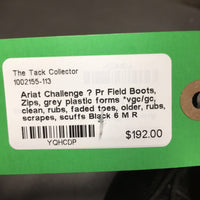 The Tack Collector
1002155-113
Ariat Challenge ? Pr Field Boots,
Zips, grey plastic forms *vgc/gc,
clean, rubs, faded toes, older, rubs,
scrapes, scuffs Black 6 M R
YQHCDP
$192.00